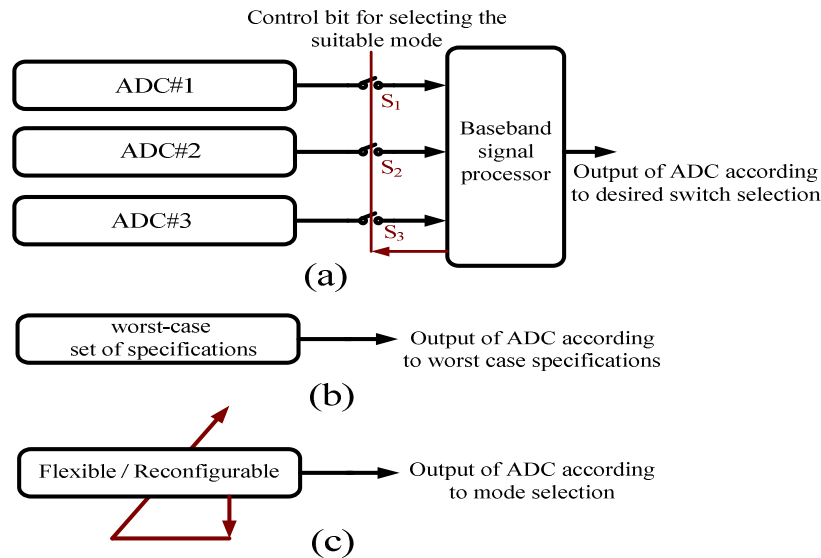 Control bit for selecting the
suitable mode
ADC#1
S1
ADC#2
S2
ADC#3
S3
Baseband
signal
processor
Output of ADC according
to desired switch selection
(a)
worst-case
set of specifications
Output of ADC according
to worst case specifications
(b)
Flexible / Reconfigurable
Output of ADC according
to mode selection
(c)